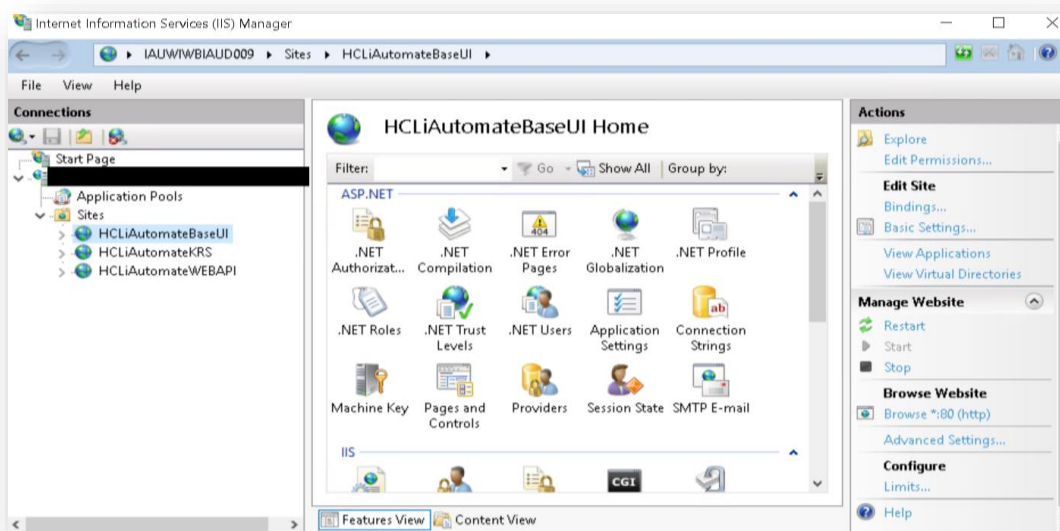 Internet Information Services (IIS) Manager
IAUWIWBIAUD009 Sites HCLiAutomateBaseUI
File View Help
Connections
Start Page
Application Pools
Sites
HCLiAutomateBaseUI
HCLiAutomateKRS
HCLiAutomateWEBAPI
HCLiAutomateBaseUI Home
Filter: Go Show All Group by:
ASP.NET
.NET Authorizat...
.NET Compilation
.NET Error Pages
.NET Globalization
.NET Profile
.NET Roles
.NET Trust Levels
.NET Users
Application Settings
Connection Strings
Machine Key
Pages and Controls
Providers
Session State
SMTP E-mail
IIS
Features View Content View
Actions
Explore
Edit Permissions...
Edit Site
Bindings...
Basic Settings...
View Applications
View Virtual Directories
Manage Website
Restart
Start
Stop
Browse Website
Browse *:80 (http)
Advanced Settings...
Configure
Limits...
Help
404
ab
CGI